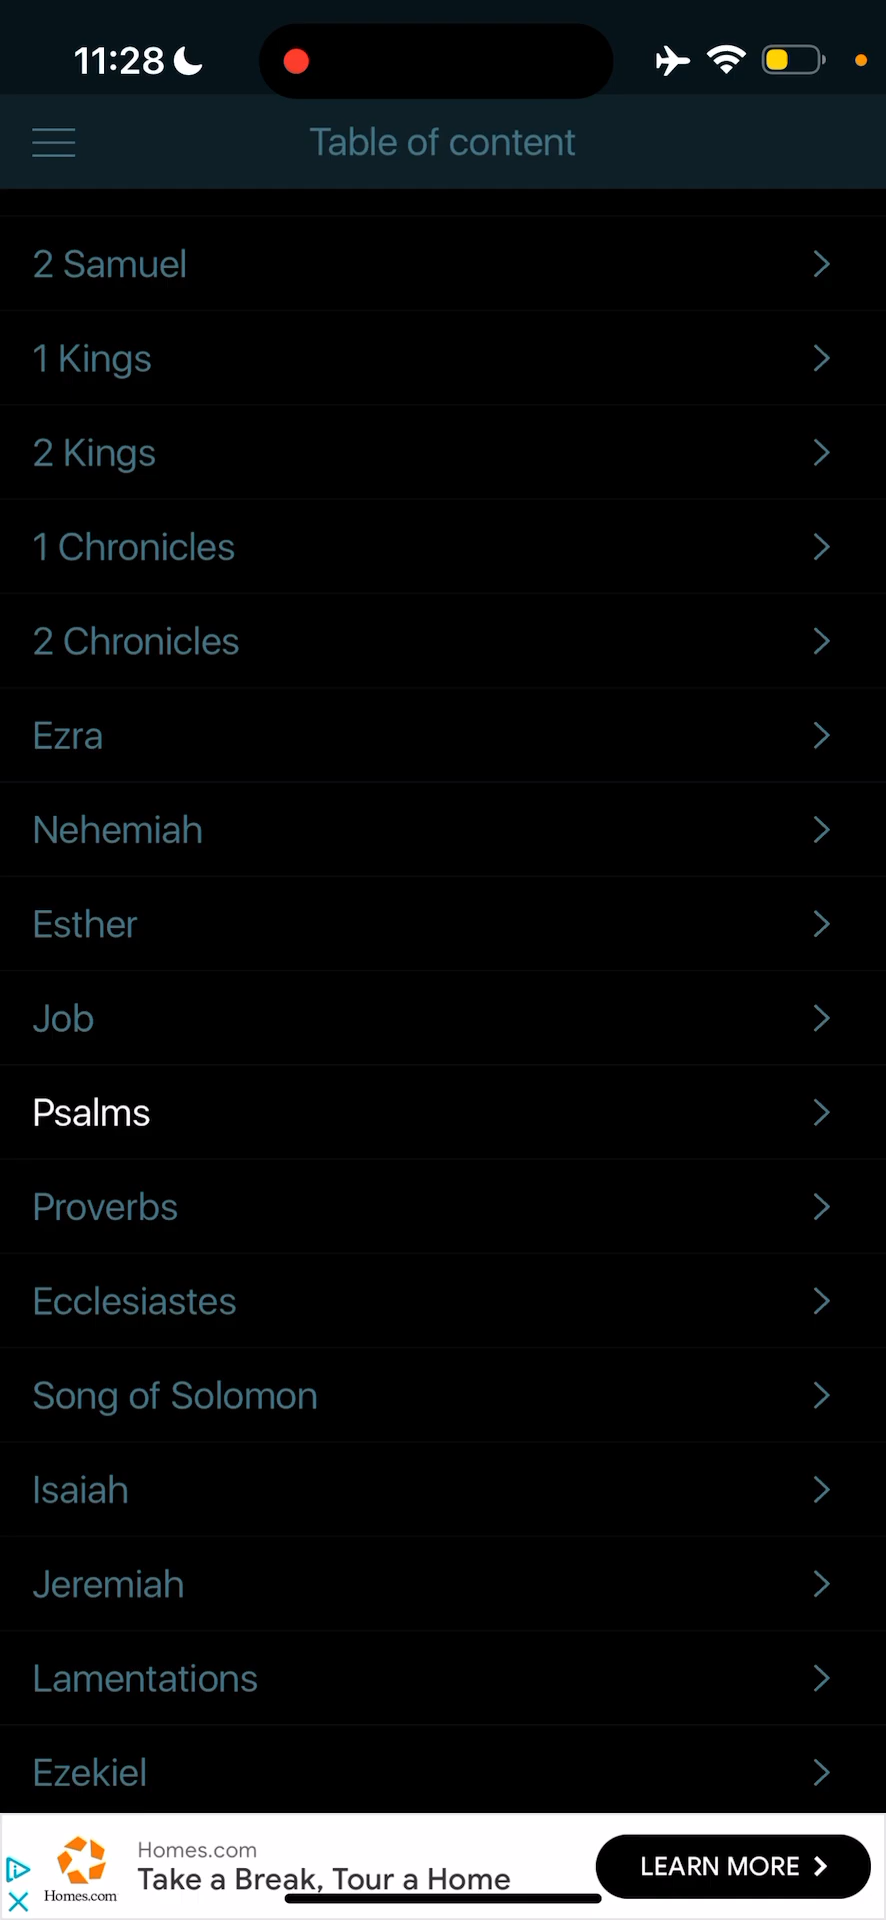 11:28
Table of content
2 Samuel
1 Kings
2 Kings
1 Chronicles
2 Chronicles
Ezra
Nehemiah
Esther
Job
Psalms
Proverbs
Ecclesiastes
Song of Solomon
Isaiah
Jeremiah
Lamentations
Ezekiel
Homes.com
Homes.com
Take a Break, Tour a Home
LEARN MORE